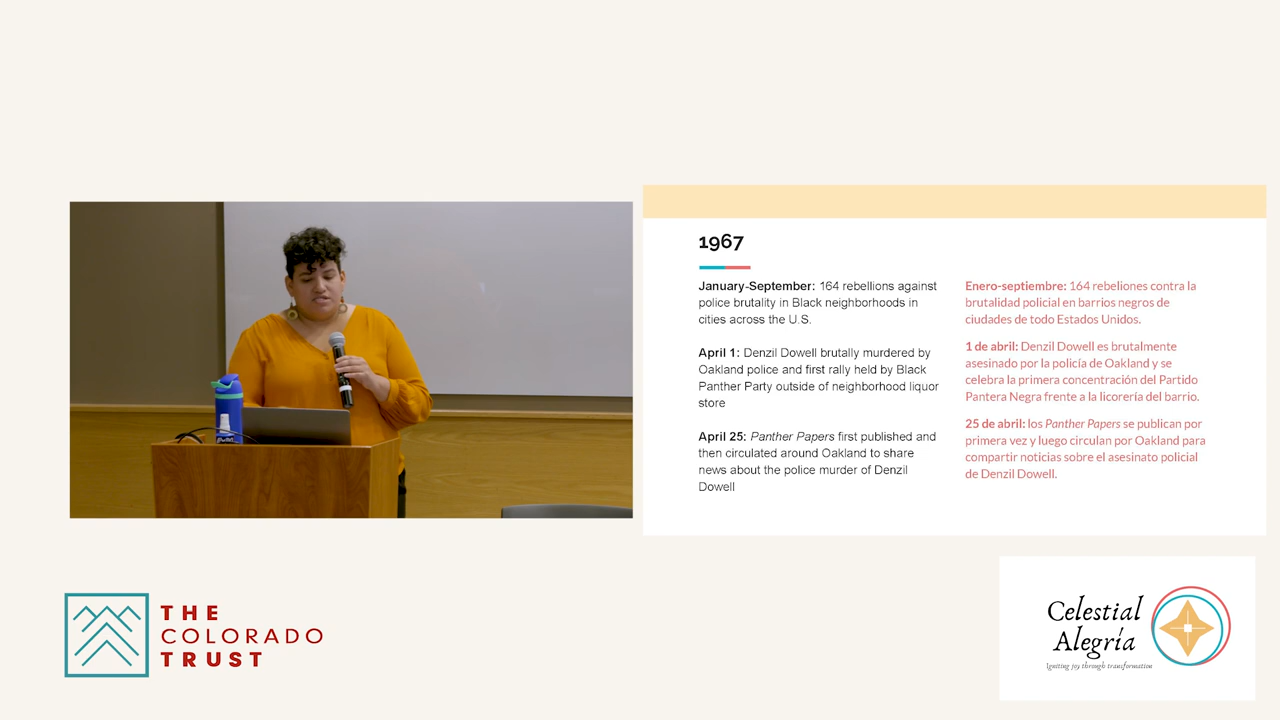 1967
January-September: 164 rebellions against
police brutality in Black neighborhoods in
cities across the U.S.
April 1: Denzil Dowell brutally murdered by
Oakland police and first rally held by Black
Panther Party outside of neighborhood liquor
store
April 25: Panther Papers first published and
then circulated around Oakland to share
news about the police murder of Denzil
Dowell
Enero-septiembre: 164 rebeliones contra la
brutalidad policial en barrios negros de
ciudades de todo Estados Unidos.
1 de abril: Denzil Dowell es brutalmente
asesinado por la policía de Oakland y se
celebra la primera concentración del Partido
Pantera Negra frente a la licorería del barrio.
25 de abril: los Panther Papers se publican por
primera vez y luego circulan por Oakland para
compartir noticias sobre el asesinato policial
de Denzil Dowell.
THE
COLORADO
TRUST
Celestial
Alegría
Igniting joy through transformation